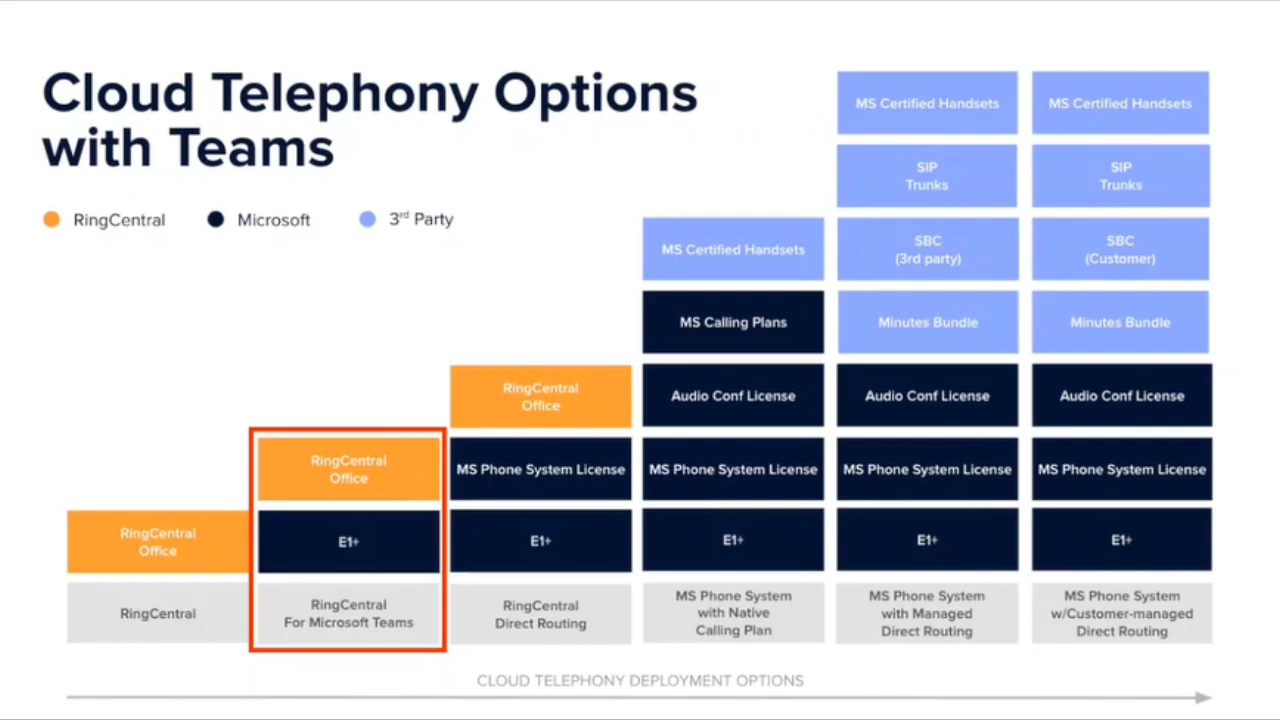 Cloud Telephony Options
with Teams
RingCentral
Microsoft
3rd Party
MS Certified Handsets
MS Certified Handsets
SIP
Trunks
SIP
Trunks
MS Certified Handsets
SBC
(3rd party)
SBC
(Customer)
MS Calling Plans
Minutes Bundle
Minutes Bundle
RingCentral
Office
Audio Conf License
Audio Conf License
Audio Conf License
RingCentral
Office
MS Phone System License
MS Phone System License
MS Phone System License
MS Phone System License
RingCentral
Office
E1+
E1+
E1+
E1+
E1+
RingCentral
RingCentral
For Microsoft Teams
RingCentral
Direct Routing
MS Phone System
with Native
Calling Plan
MS Phone System
with Managed
Direct Routing
MS Phone System
w/Customer-managed
Direct Routing
CLOUD TELEPHONY DEPLOYMENT OPTIONS